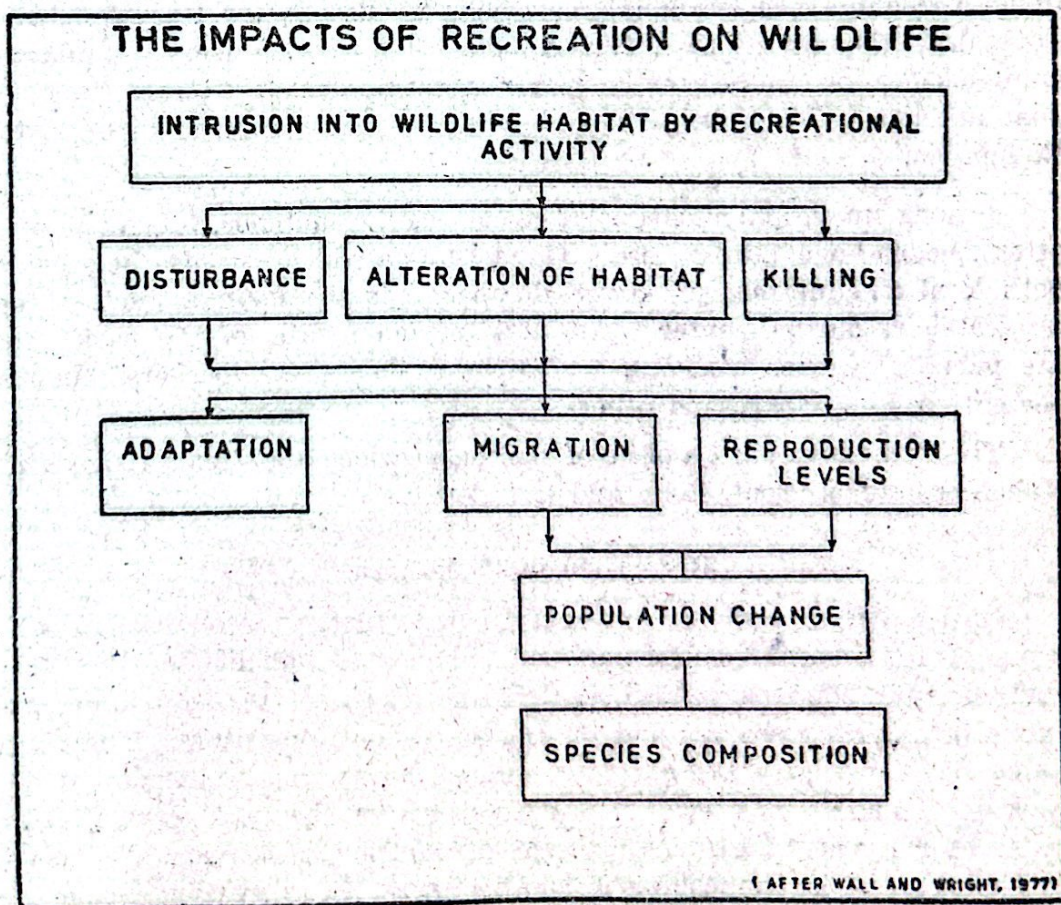 THE IMPACTS OF RECREATION ON WILDLIFE
INTRUSION INTO WILDLIFE HABITAT BY RECREATIONAL
ACTIVITY
DISTURBANCE
ALTERATION OF HABITAT
KILLING
ADAPTATION
MIGRATION
REPRODUCTION
LEVELS
POPULATION CHANGE
SPECIES COMPOSITION
( AFTER WALL AND WRIGHT, 1977)